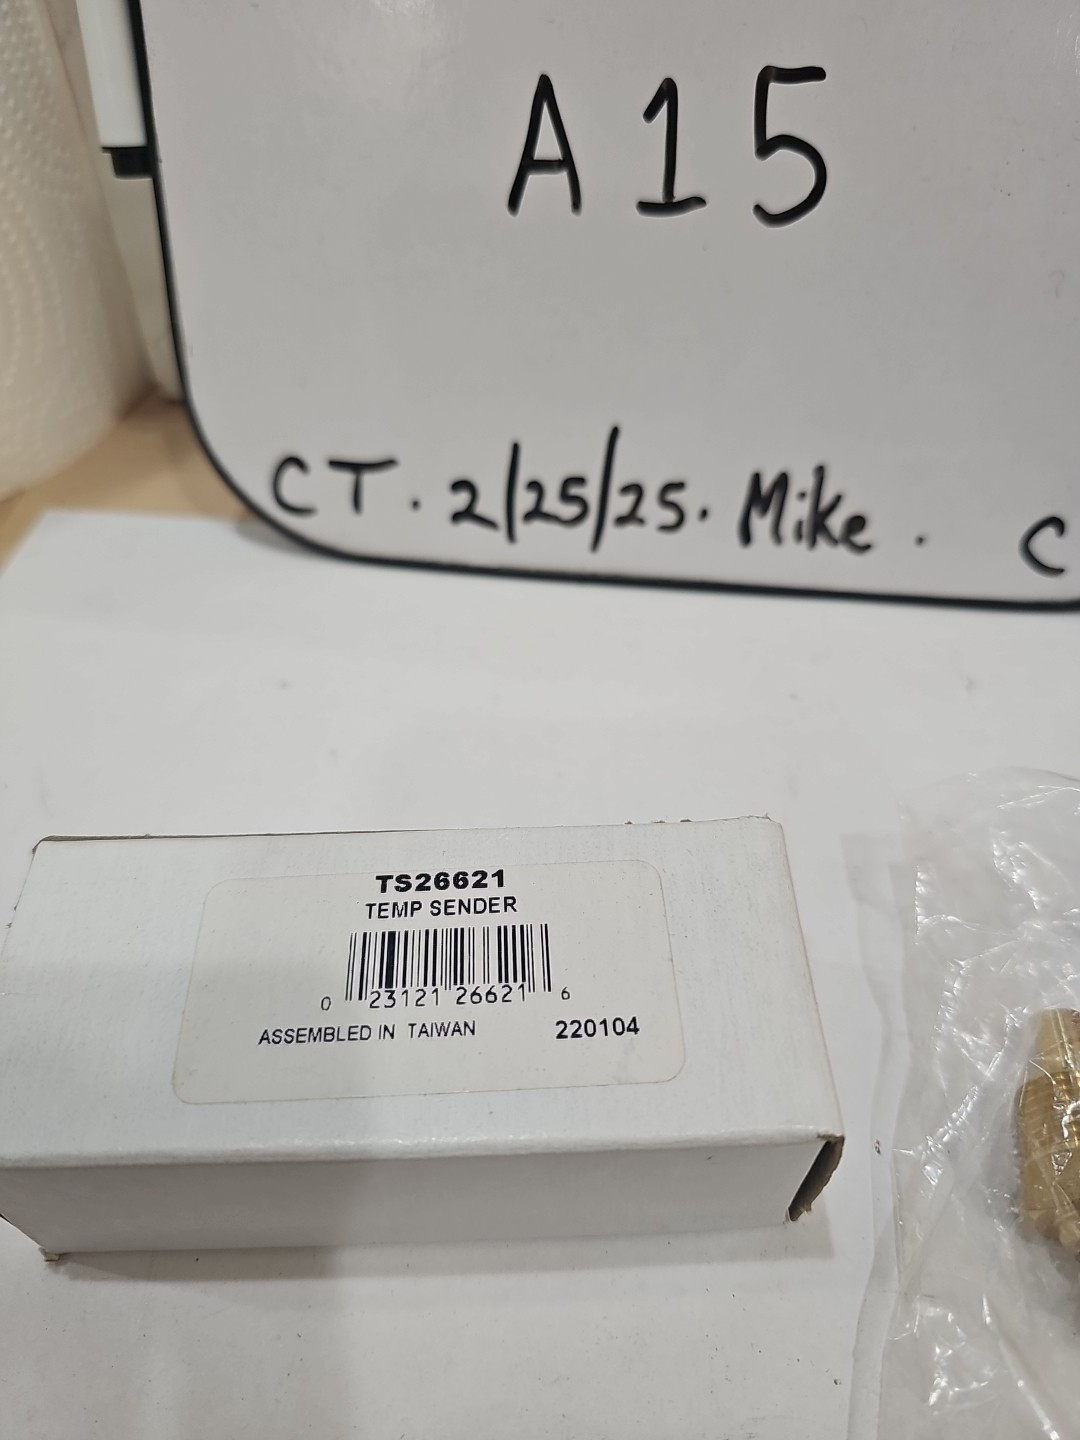 A15
CT. 2/25/25. Mike. C
TS26621
TEMP SENDER
0 23121 26621 6
ASSEMBLED IN TAIWAN 220104